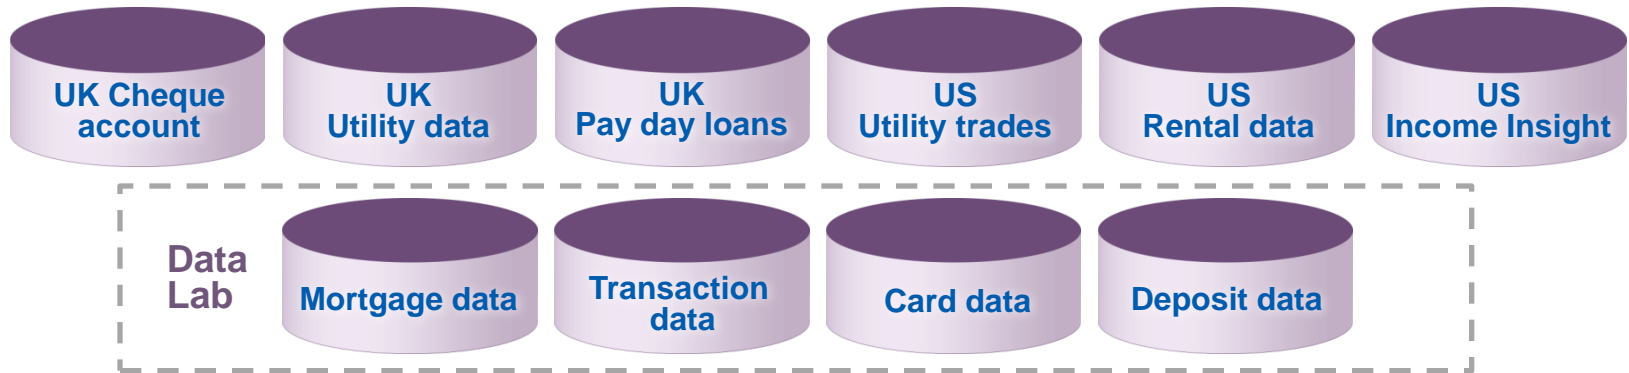 UK Cheque
account
UK
Utility data
UK
Pay day loans
US
Utility trades
US
Rental data
US
Income Insight
Data
Lab
Mortgage data
Transaction
data
Card data
Deposit data